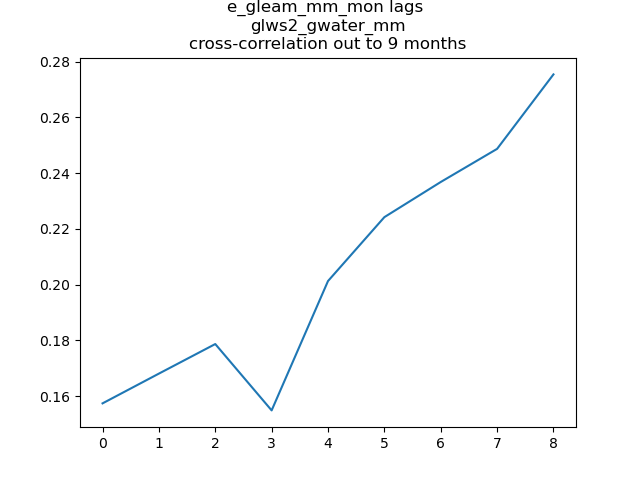 e_gleam_mm_mon lags
glws2_gwater_mm
cross-correlation out to 9 months
0.28
0.26
0.24
0.22
0.20
0.18
0.16
0 1 2 3 4 5 6 7 8